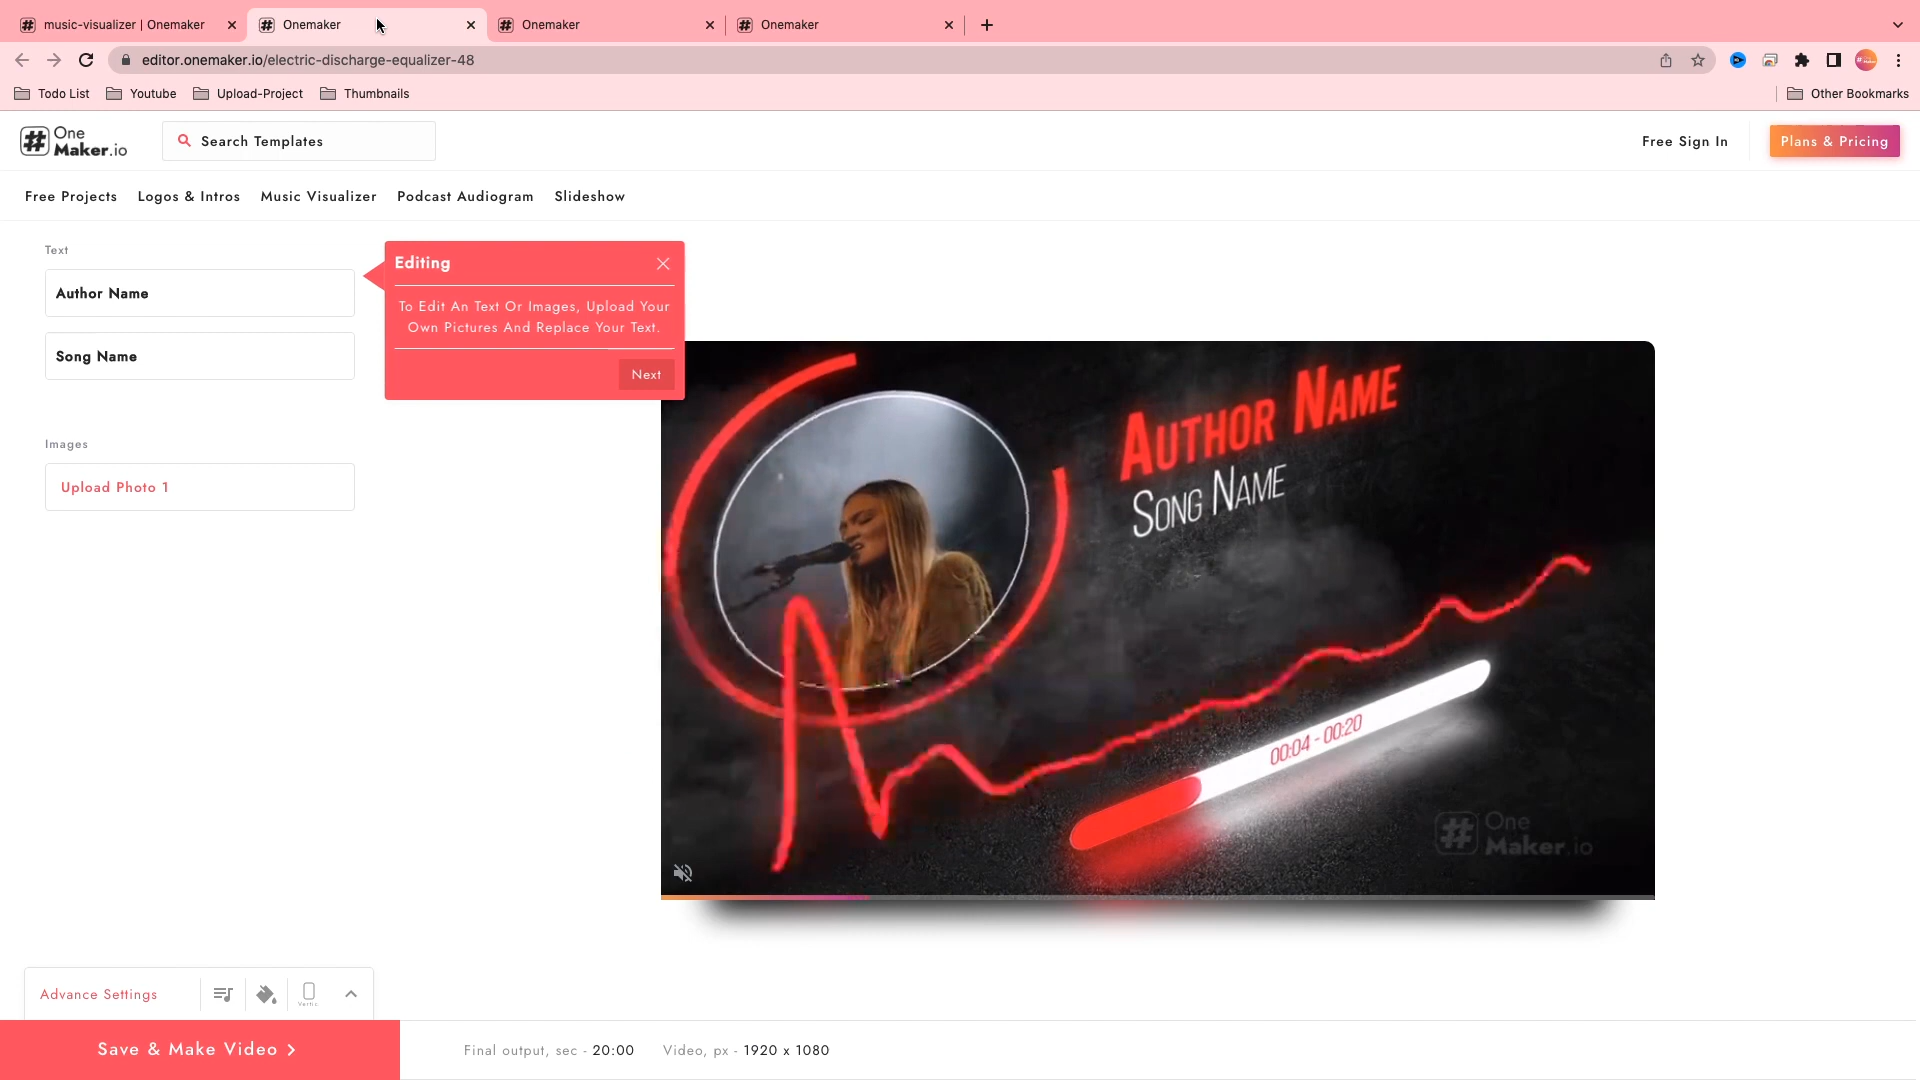 music-visualizer | Onemaker
Onemaker
Onemaker
Onemaker
editor.onemaker.io/electric-discharge-equalizer-48
Todo List
Youtube
Upload-Project
Thumbnails
Other Bookmarks
# One Maker.io
Search Templates
Free Sign In
Plans & Pricing
Free Projects
Logos & Intros
Music Visualizer
Podcast Audiogram
Slideshow
Text
Author Name
Song Name
Images
Upload Photo 1
Editing
To Edit An Text Or Images, Upload Your
Own Pictures And Replace Your Text.
Next
AUTHOR NAME
SONG NAME
00:04 - 00:20
# One
Maker.io
Advance Settings
Save & Make Video
Final output, sec - 20:00
Video, px - 1920 x 1080